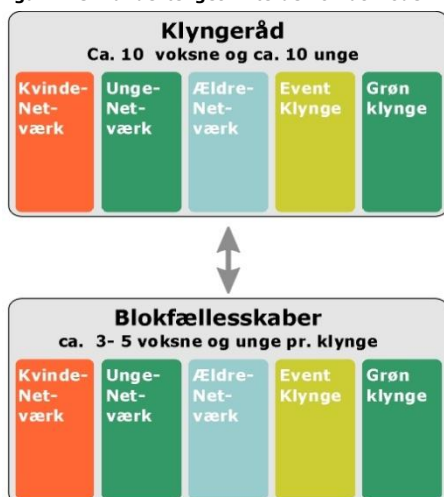 Klyngeråd
Ca. 10 voksne og ca. 10 unge
Kvinde-
Net-
værk
Unge-
Net-
værk
Ældre-
Net-
værk
Event
Klynge
Grøn
klynge
Blokfællesskaber
ca. 3- 5 voksne og unge pr. klynge
Kvinde-
Net-
værk
Unge-
Net-
værk
Ældre-
Net-
værk
Event
Klynge
Grøn
klynge